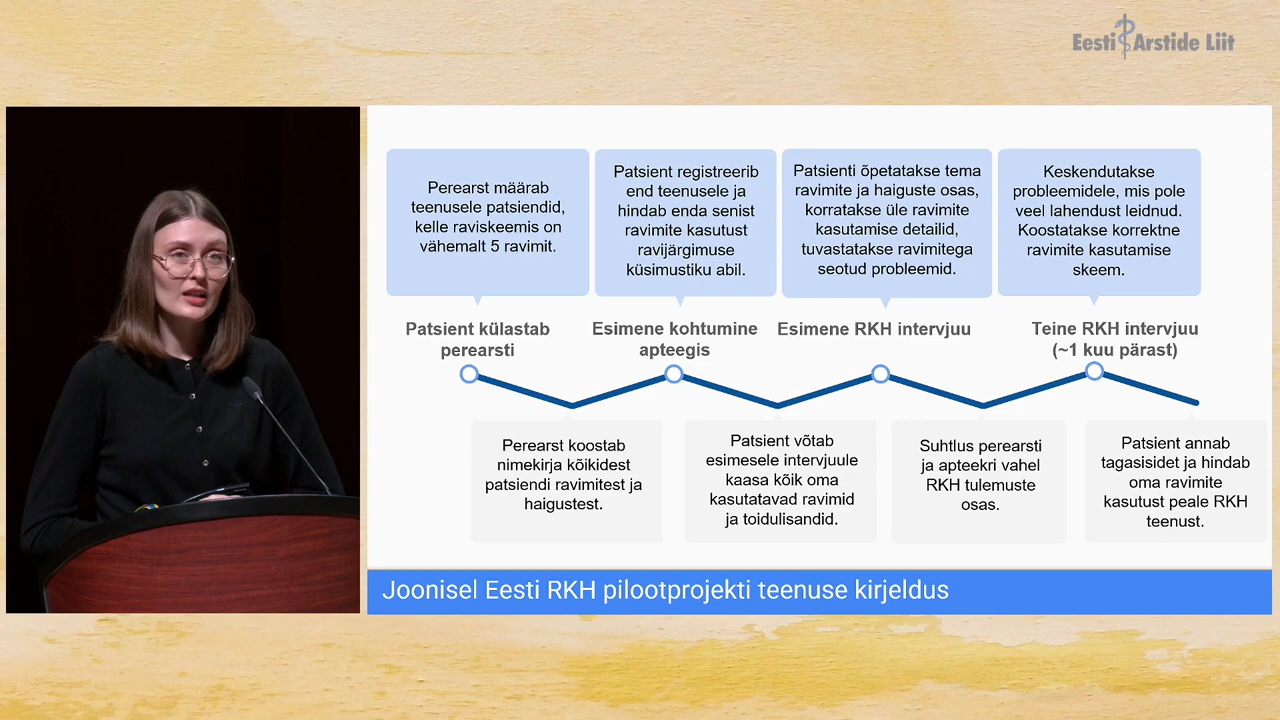 Eesti Arstide Liit
Perearst määrab
teenusele patsiendid,
kelle raviskeemis on
vähemalt 5 ravimit.
Patsient registreerib
end teenusele ja
hindab enda senist
ravimite kasutust
ravijärgimuse
küsimustiku abil.
Patsienti õpetatakse tema
ravimite ja haiguste osas,
korratakse üle ravimite
kasutamise detailid,
tuvastatakse ravimitega
seotud probleemid.
Keskendutakse
probleemidele, mis pole
veel lahendust leidnud.
Koostatakse korrektne
ravimite kasutamise
skeem.
Patsient külastab
perearsti
Esimene kohtumine
apteegis
Esimene RKH intervjuu
Teine RKH intervjuu
(~1 kuu pärast)
Perearst koostab
nimekirja kõikidest
patsiendi ravimitest ja
haigustest.
Patsient võtab
esimesele intervjuule
kaasa kõik oma
kasutatavad ravimid
ja toidulisandid.
Suhtlus perearsti
ja apteekri vahel
RKH tulemuste
osas.
Patsient annab
tagasisidet ja hindab
oma ravimite
kasutust peale RKH
teenust.
Joonisel Eesti RKH pilootprojekti teenuse kirjeldus